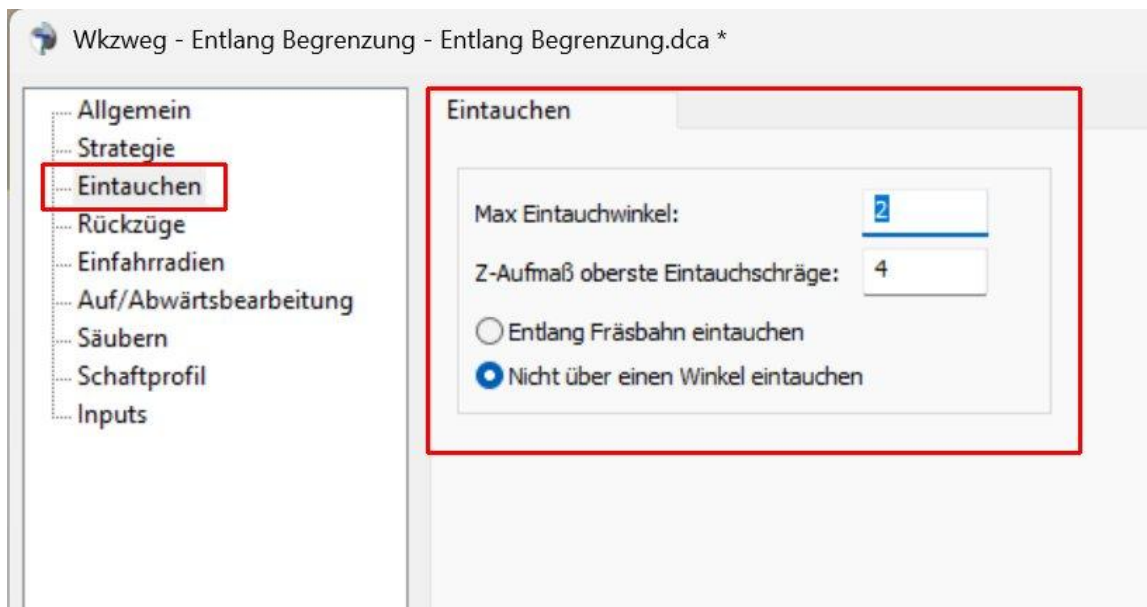 Wkzweg - Entlang Begrenzung - Entlang Begrenzung.dca *
Allgemein
Strategie
Eintauchen
Rückzüge
Einfahrradien
Auf/Abwärtsbearbeitung
Säubern
Schaftprofil
Inputs
Eintauchen
Max Eintauchwinkel: 2
Z-Aufmaß oberste Eintauchschräge: 4
Entlang Fräsbahn eintauchen
Nicht über einen Winkel eintauchen